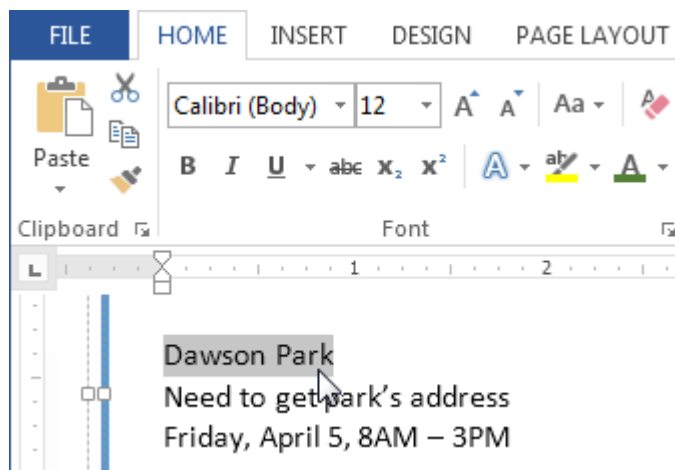 FILE HOME INSERT DESIGN PAGE LAYOUT
Calibri (Body) 12 A A Aa A
Paste
B I U abc X₂ X² A ab A
Clipboard Font
L 1 2
Dawson Park
Need to get park’s address
Friday, April 5, 8AM – 3PM